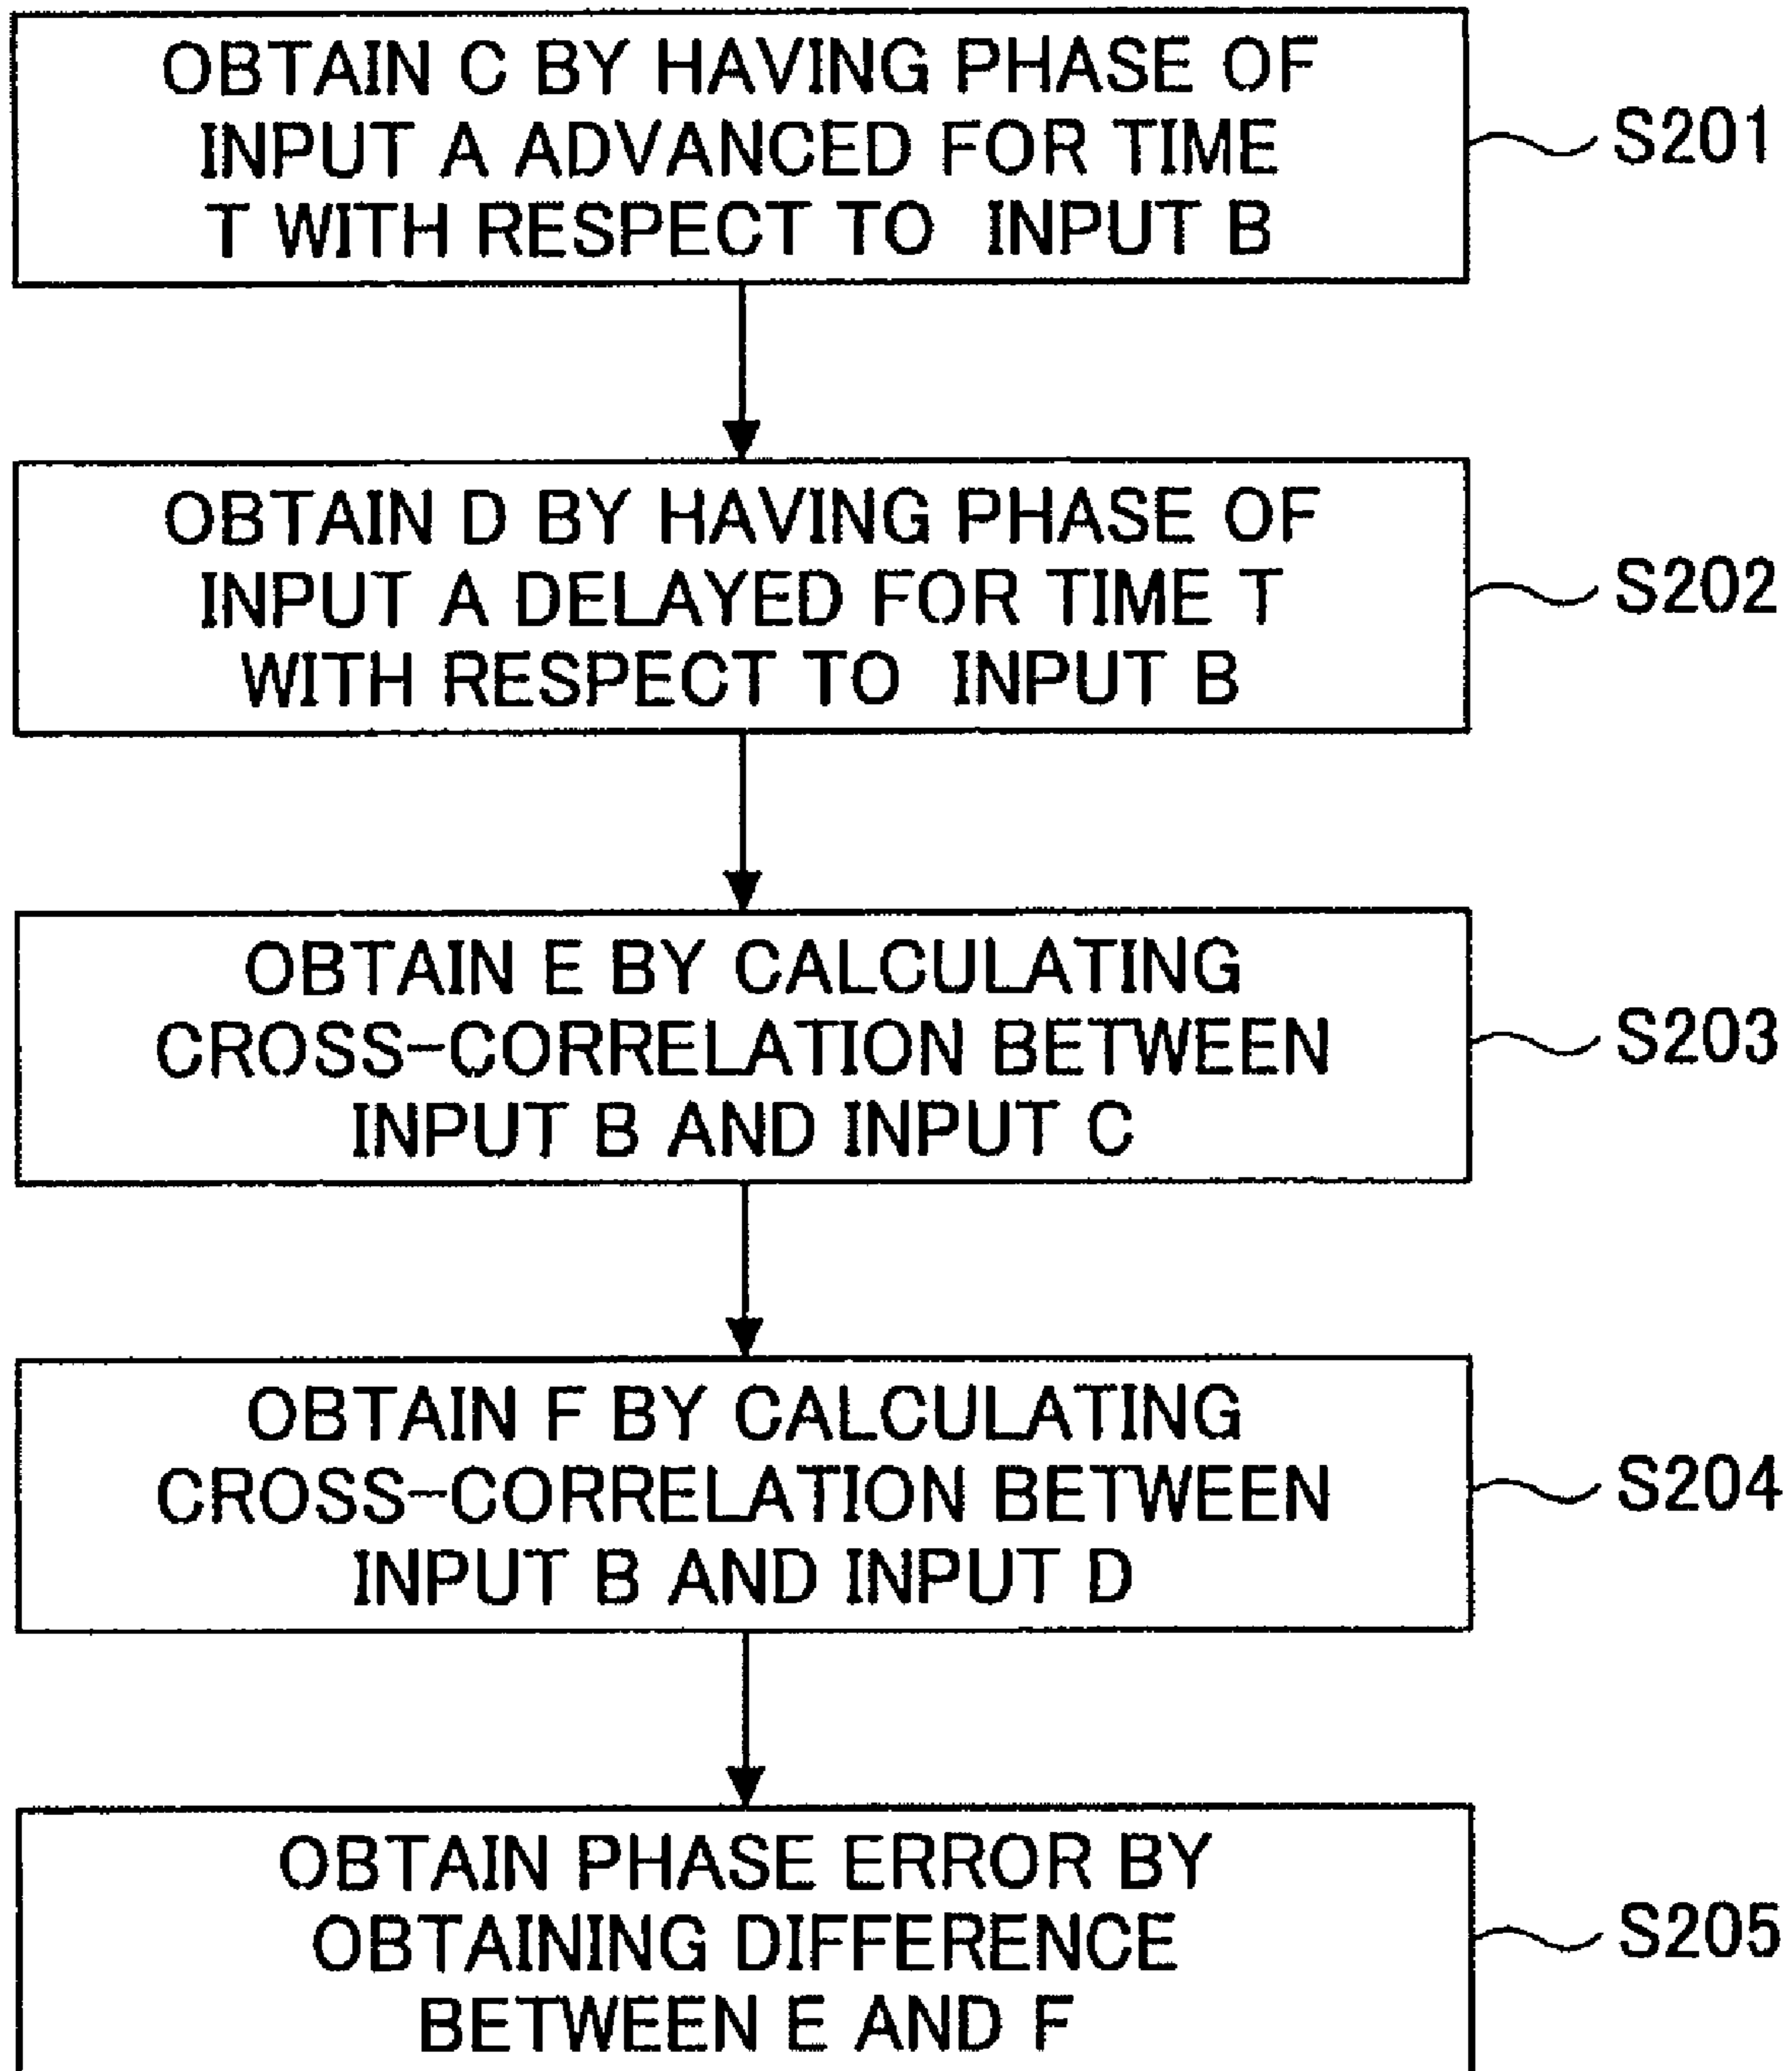 OBTAIN C BY HAVING PHASE OF
INPUT A ADVANCED FOR TIME
T WITH RESPECT TO INPUT B
S201
OBTAIN D BY HAVING PHASE OF
INPUT A DELAYED FOR TIME T
WITH RESPECT TO INPUT B
S202
OBTAIN E BY CALCULATING
CROSS-CORRELATION BETWEEN
INPUT B AND INPUT C
S203
OBTAIN F BY CALCULATING
CROSS-CORRELATION BETWEEN
INPUT B AND INPUT D
S204
OBTAIN PHASE ERROR BY
OBTAINING DIFFERENCE
BETWEEN E AND F
S205